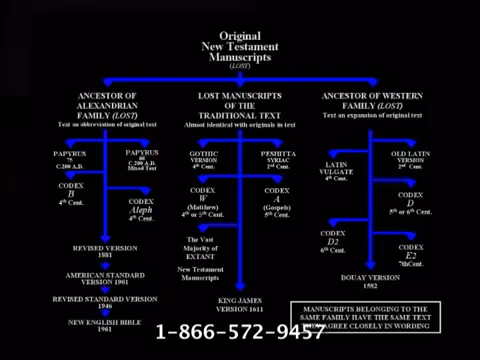 Original
New Testament
Manuscripts
(LOST)
ANCESTOR OF
ALEXANDRIAN
FAMILY (LOST)
Text an abbreviation of original text
LOST MANUSCRIPTS
OF THE
TRADITIONAL TEXT
Almost identical with originals in text
ANCESTOR OF WESTERN
FAMILY (LOST)
Text an expansion of original text
PAPYRUS
75
C.200 A.D.
PAPYRUS
66
C.200 A.D.
Mixed Text
GOTHIC
VERSION
4th Cent.
PESHITTA
SYRIAC
2nd Cent.
LATIN
VULGATE
4th Cent.
OLD LATIN
VERSION
2nd Cent.
CODEX
B
4th Cent.
CODEX
Aleph
4th Cent.
CODEX
W
(Matthew)
4th or 5th Cent.
CODEX
A
(Gospels)
5th Cent.
CODEX
D
5th or 6th Cent.
CODEX
D2
6th Cent.
CODEX
E2
7thCent.
The Vast
Majority of
EXTANT
New Testament
Manuscripts
REVISED VERSION
1881
AMERICAN STANDARD
VERSION 1901
REVISED STANDARD VERSION
1946
NEW ENGLISH BIBLE
1961
KING JAMES
VERSION 1611
DOUAY VERSION
1582
MANUSCRIPTS BELONGING TO THE
SAME FAMILY HAVE THE SAME TEXT
AGREE CLOSELY IN WORDING
1-866-572-9457